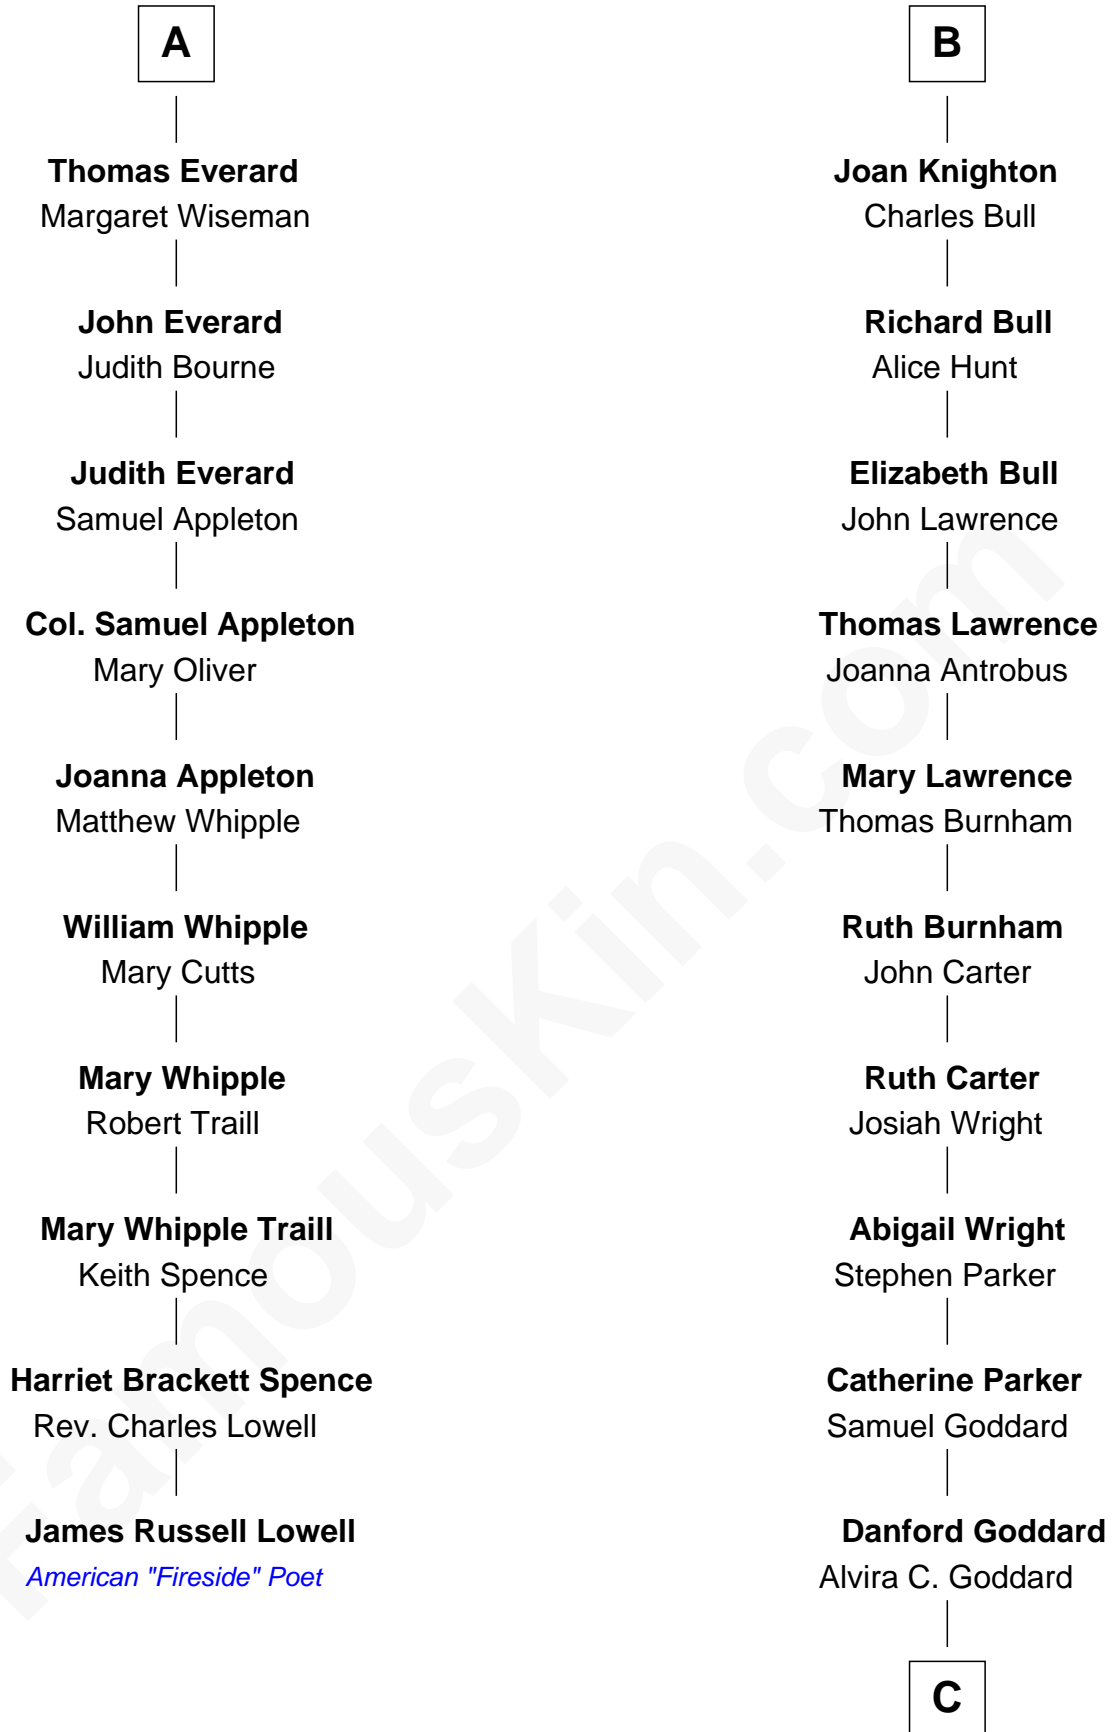 A
Thomas Everard
Margaret Wiseman
John Everard
Judith Bourne
Judith Everard
Samuel Appleton
Col. Samuel Appleton
Mary Oliver
Joanna Appleton
Matthew Whipple
William Whipple
Mary Cutts
Mary Whipple
Robert Traill
Mary Whipple Traill
Keith Spence
Harriet Brackett Spence
Rev. Charles Lowell
James Russell Lowell
American "Fireside" Poet
B
Joan Knighton
Charles Bull
Richard Bull
Alice Hunt
Elizabeth Bull
John Lawrence
Thomas Lawrence
Joanna Antrobus
Mary Lawrence
Thomas Burnham
Ruth Burnham
John Carter
Ruth Carter
Josiah Wright
Abigail Wright
Stephen Parker
Catherine Parker
Samuel Goddard
Danford Goddard
Alvira C. Goddard
C
FamousKin.com